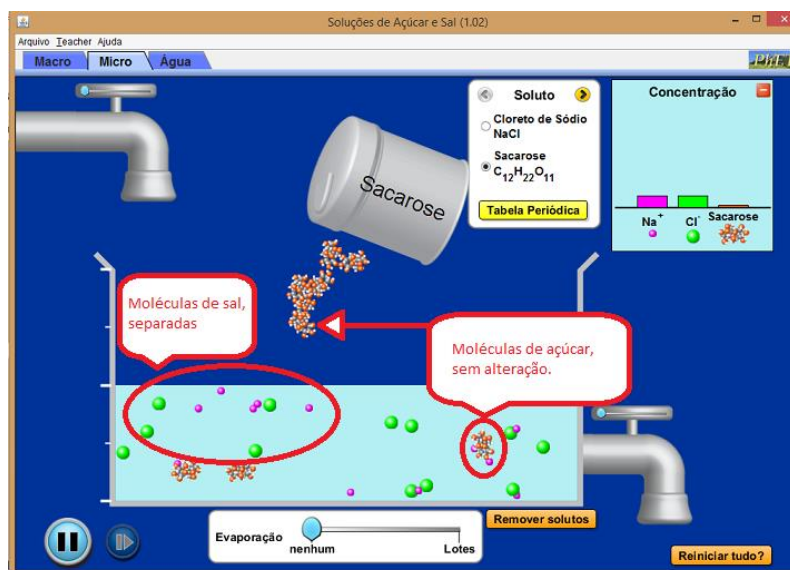 Soluções de Açúcar e Sal (1.02)
Arquivo Teacher Ajuda
Macro Micro Água
PhET
Soluto
Cloreto de Sódio
NaCl
Sacarose
C12H22O11
Tabela Periódica
Concentração
Na+ Cl- Sacarose
Sacarose
Moléculas de sal,
separadas
Moléculas de açúcar,
sem alteração.
Evaporação
nenhum Lotes
Remover solutos
Reiniciar tudo?